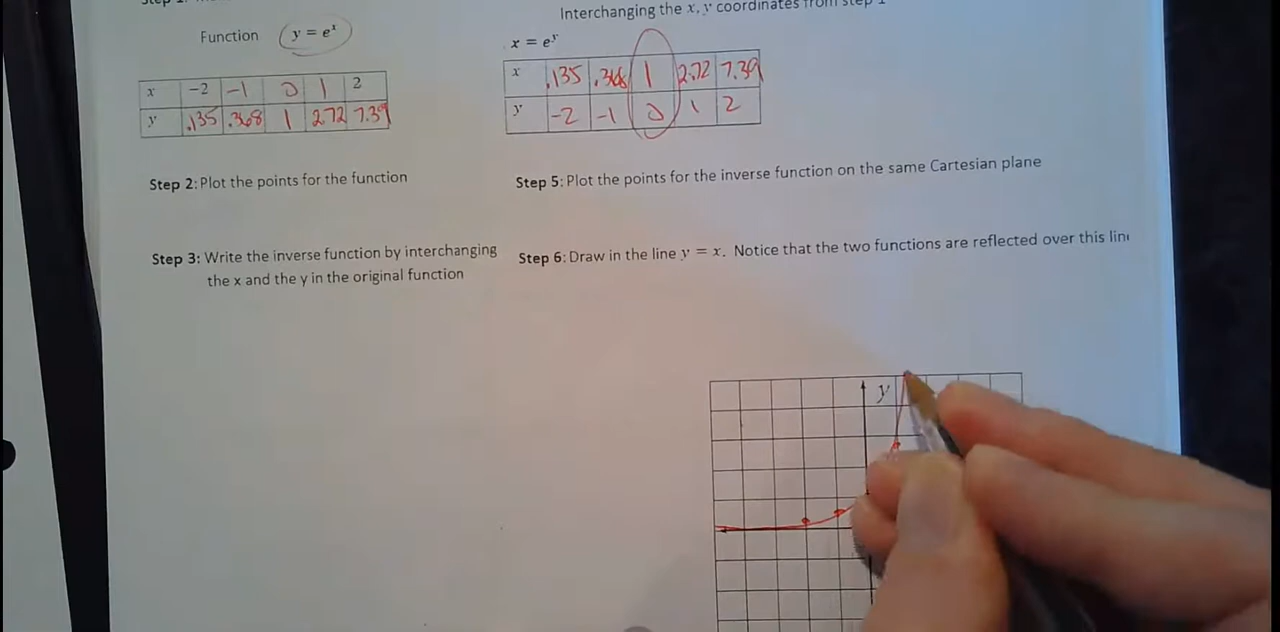 Interchanging the x, y coordinates from step 1
Function y = eˣ
x = eʸ
x −2 −1 0 1 2
y .135 .368 1 2.72 7.39
x .135 .368 1 2.72 7.39
y −2 −1 0 1 2
Step 2: Plot the points for the function
Step 5: Plot the points for the inverse function on the same Cartesian plane
Step 3: Write the inverse function by interchanging
the x and the y in the original function
Step 6: Draw in the line y = x. Notice that the two functions are reflected over this line
y